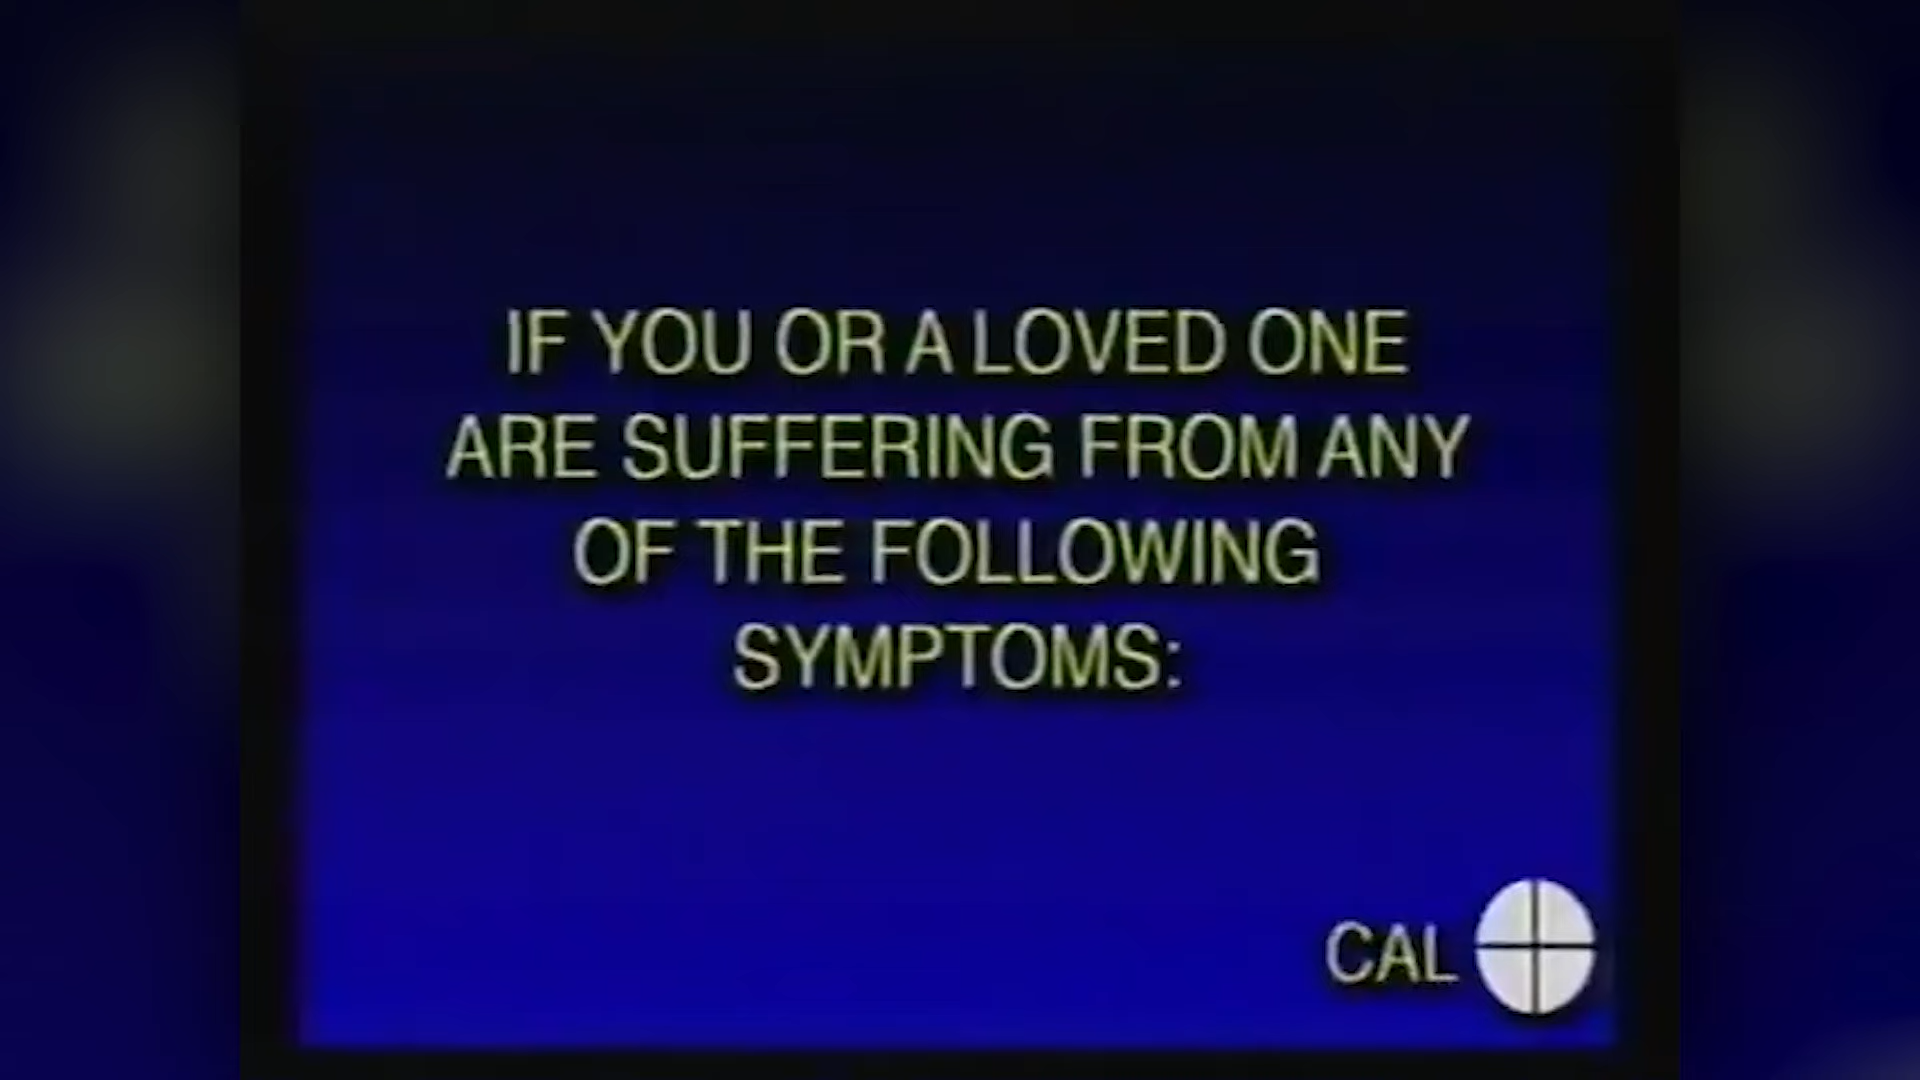 IF YOU OR A LOVED ONE
ARE SUFFERING FROM ANY
OF THE FOLLOWING
SYMPTOMS:
CAL